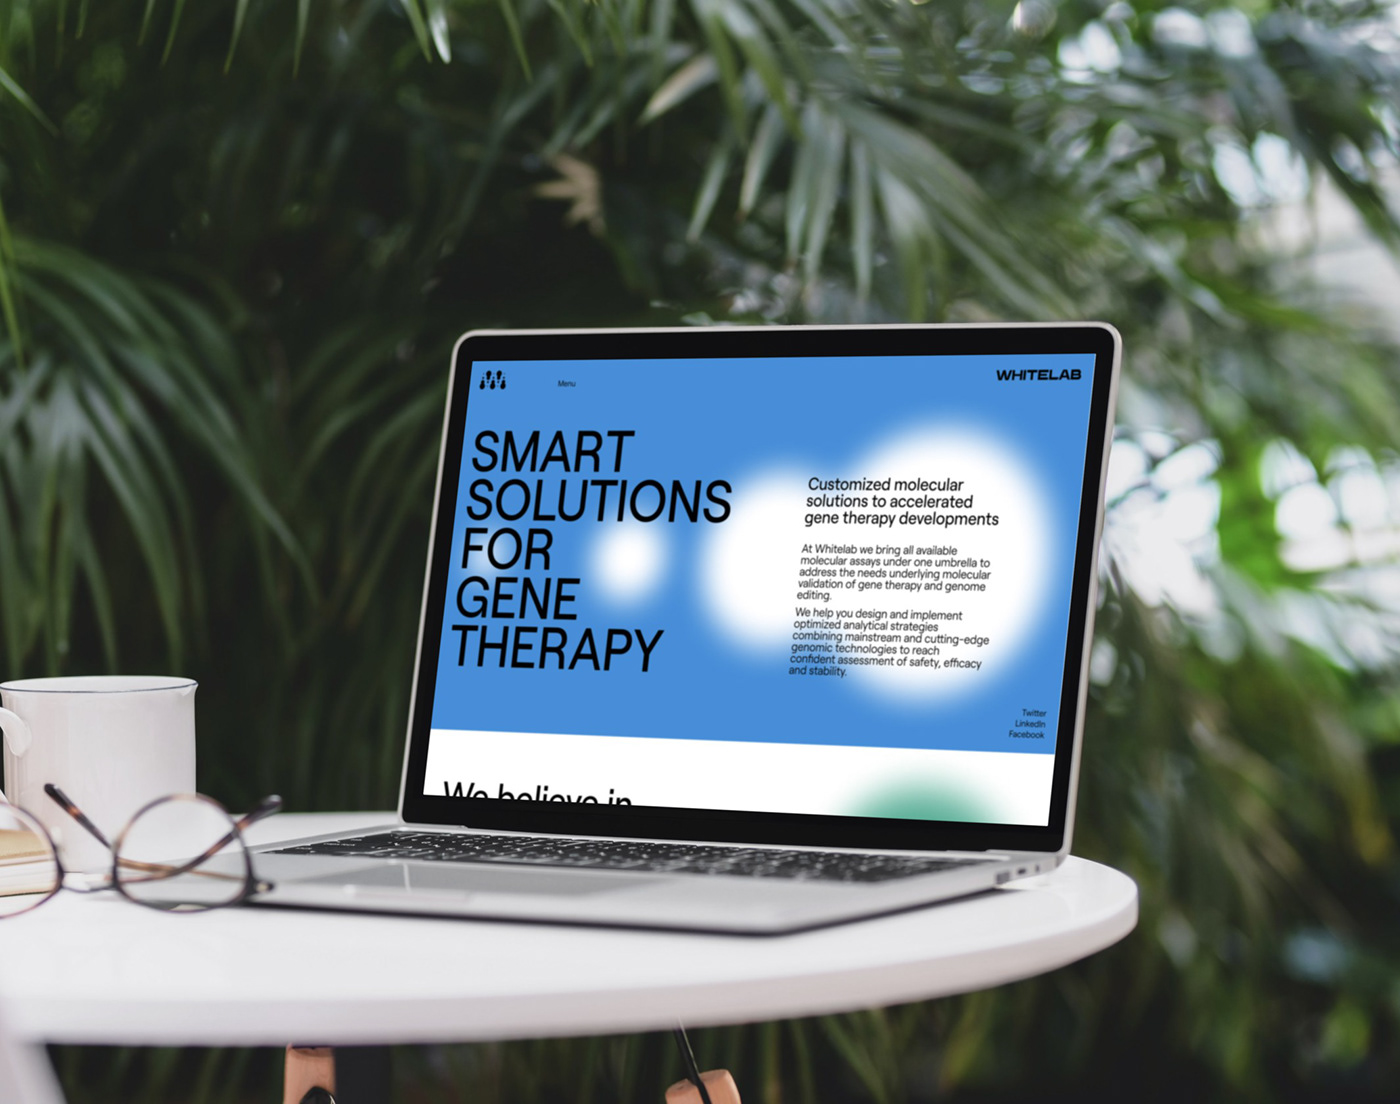 Menu
WHITELAB
SMART
SOLUTIONS
FOR
GENE
THERAPY
Customized molecular
solutions to accelerated
gene therapy developments
At Whitelab we bring all available
molecular assays under one umbrella to
address the needs underlying molecular
validation of gene therapy and genome
editing.
We help you design and implement
optimized analytical strategies
combining mainstream and cutting-edge
genomic technologies to reach
confident assessment of safety, efficacy
and stability.
Twitter
LinkedIn
Facebook
We believe in